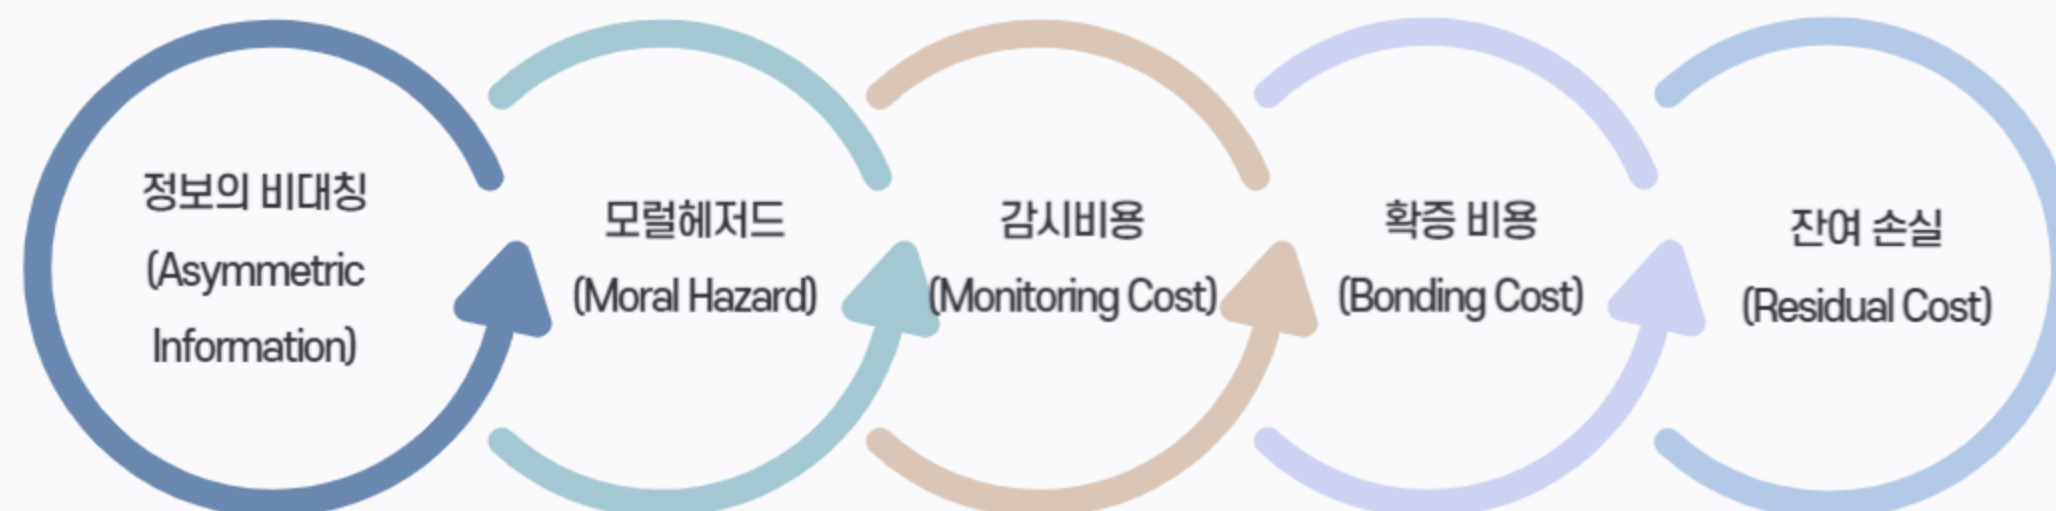 정보의 비대칭
(Asymmetric
Information)
모럴헤저드
(Moral Hazard)
감시비용
(Monitoring Cost)
확증 비용
(Bonding Cost)
잔여 손실
(Residual Cost)